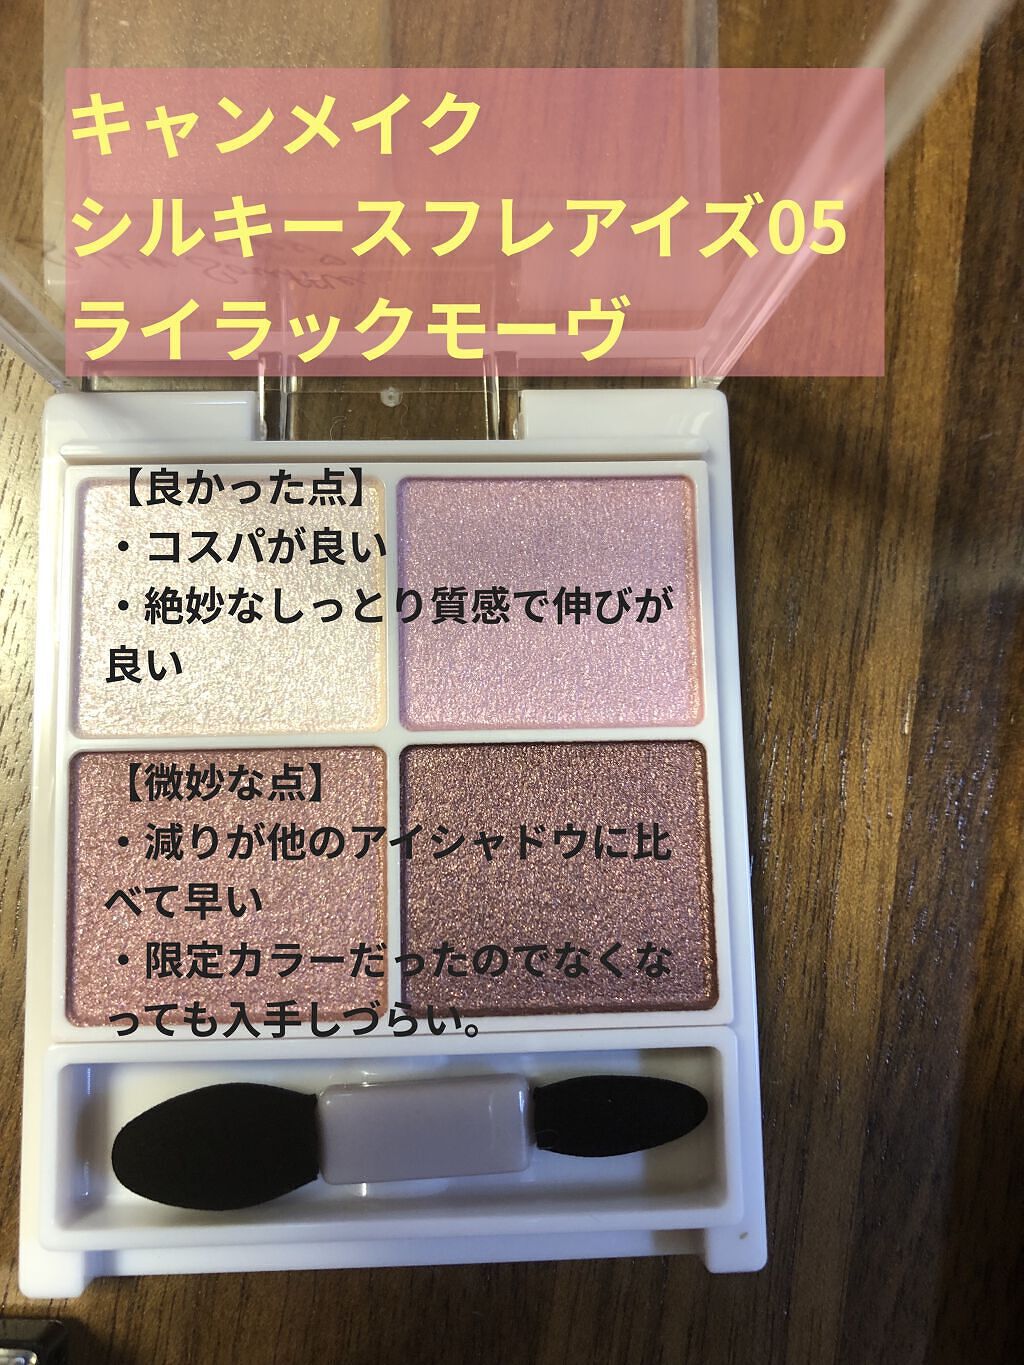 キャンメイク
シルキースフレアイズ05
ライラックモーヴ
【良かった点】
・コスパが良い
・絶妙なしっとり質感で伸びが
良い
【微妙な点】
・減りが他のアイシャドウに比
べて早い
・限定カラーだったのでなくな
っても入手しづらい。